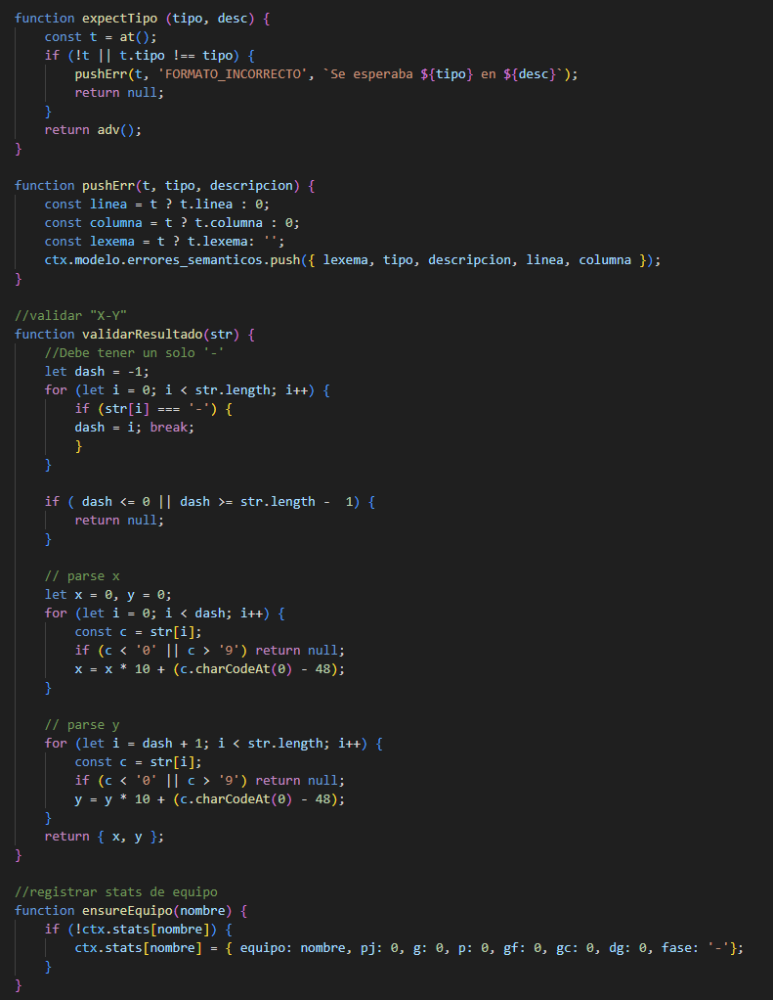 function expectTipo (tipo, desc) {
    const t = at();
    if (!t || t.tipo !== tipo) {
        pushErr(t, 'FORMATO_INCORRECTO', `Se esperaba ${tipo} en ${desc}`);
        return null;
    }
    return adv();
}

function pushErr(t, tipo, descripcion) {
    const linea = t ? t.linea : 0;
    const columna = t ? t.columna : 0;
    const lexema = t ? t.lexema: '';
    ctx.modelo.errores_semanticos.push({ lexema, tipo, descripcion, linea, columna });
}

//validar "X-Y"
function validarResultado(str) {
    //Debe tener un solo '-'
    let dash = -1;
    for (let i = 0; i < str.length; i++) {
        if (str[i] === '-') {
        dash = i; break;
        }
    }

    if ( dash <= 0 || dash >= str.length -  1) {
        return null;
    }

    // parse x
    let x = 0, y = 0;
    for (let i = 0; i < dash; i++) {
        const c = str[i];
        if (c < '0' || c > '9') return null;
        x = x * 10 + (c.charCodeAt(0) - 48);
    }

    // parse y
    for (let i = dash + 1; i < str.length; i++) {
        const c = str[i];
        if (c < '0' || c > '9') return null;
        y = y * 10 + (c.charCodeAt(0) - 48);
    }
    return { x, y };
}

//registrar stats de equipo
function ensureEquipo(nombre) {
    if (!ctx.stats[nombre]) {
        ctx.stats[nombre] = { equipo: nombre, pj: 0, g: 0, p: 0, gf: 0, gc: 0, dg: 0, fase: '-'};
    }
}